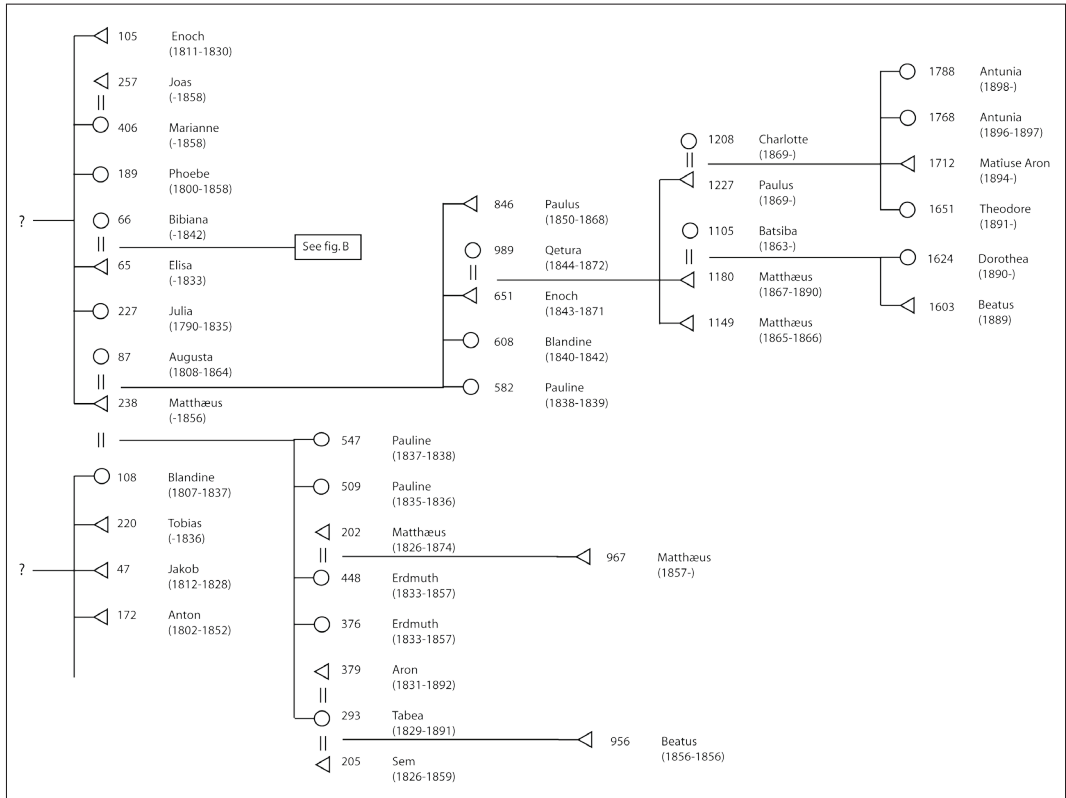 105 Enoch
(1811-1830)
257 Joas
(-1858)
406 Marianne
(-1858)
189 Phoebe
(1800-1858)
?
66 Bibiana
(-1842)
See fig. B
65 Elisa
(-1833)
227 Julia
(1790-1835)
87 Augusta
(1808-1864)
238 Matthæus
(-1856)
108 Blandine
(1807-1837)
220 Tobias
(-1836)
?
47 Jakob
(1812-1828)
172 Anton
(1802-1852)
547 Pauline
(1837-1838)
509 Pauline
(1835-1836)
202 Matthæus
(1826-1874)
448 Erdmuth
(1833-1857)
376 Erdmuth
(1833-1857)
379 Aron
(1831-1892)
293 Tabea
(1829-1891)
205 Sem
(1826-1859)
846 Paulus
(1850-1868)
989 Qetura
(1844-1872)
651 Enoch
(1843-1871
608 Blandine
(1840-1842)
582 Pauline
(1838-1839)
967 Matthæus
(1857-)
956 Beatus
(1856-1856)
1208 Charlotte
(1869-)
1227 Paulus
(1869-)
1105 Batsiba
(1863-)
1180 Matthæus
(1867-1890)
1149 Matthæus
(1865-1866)
1788 Antunia
(1898-)
1768 Antunia
(1896-1897)
1712 Matiuse Aron
(1894-)
1651 Theodore
(1891-)
1624 Dorothea
(1890-)
1603 Beatus
(1889)